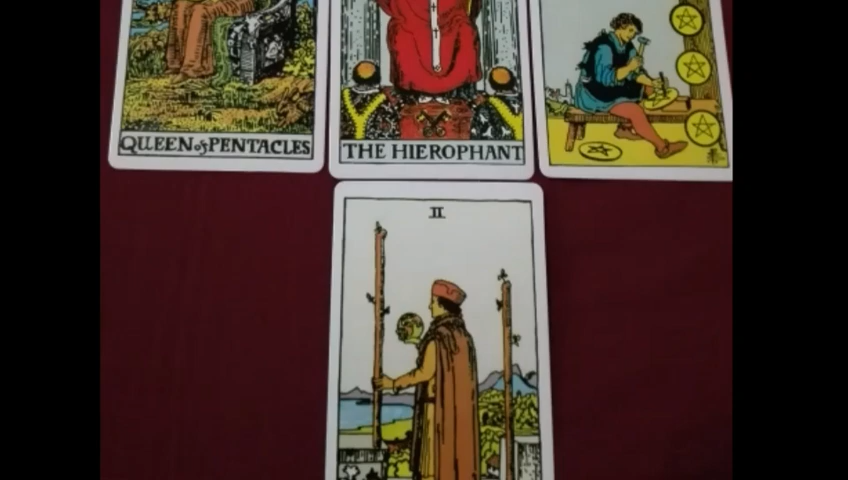 QUEEN of PENTACLES
THE HIEROPHANT
II